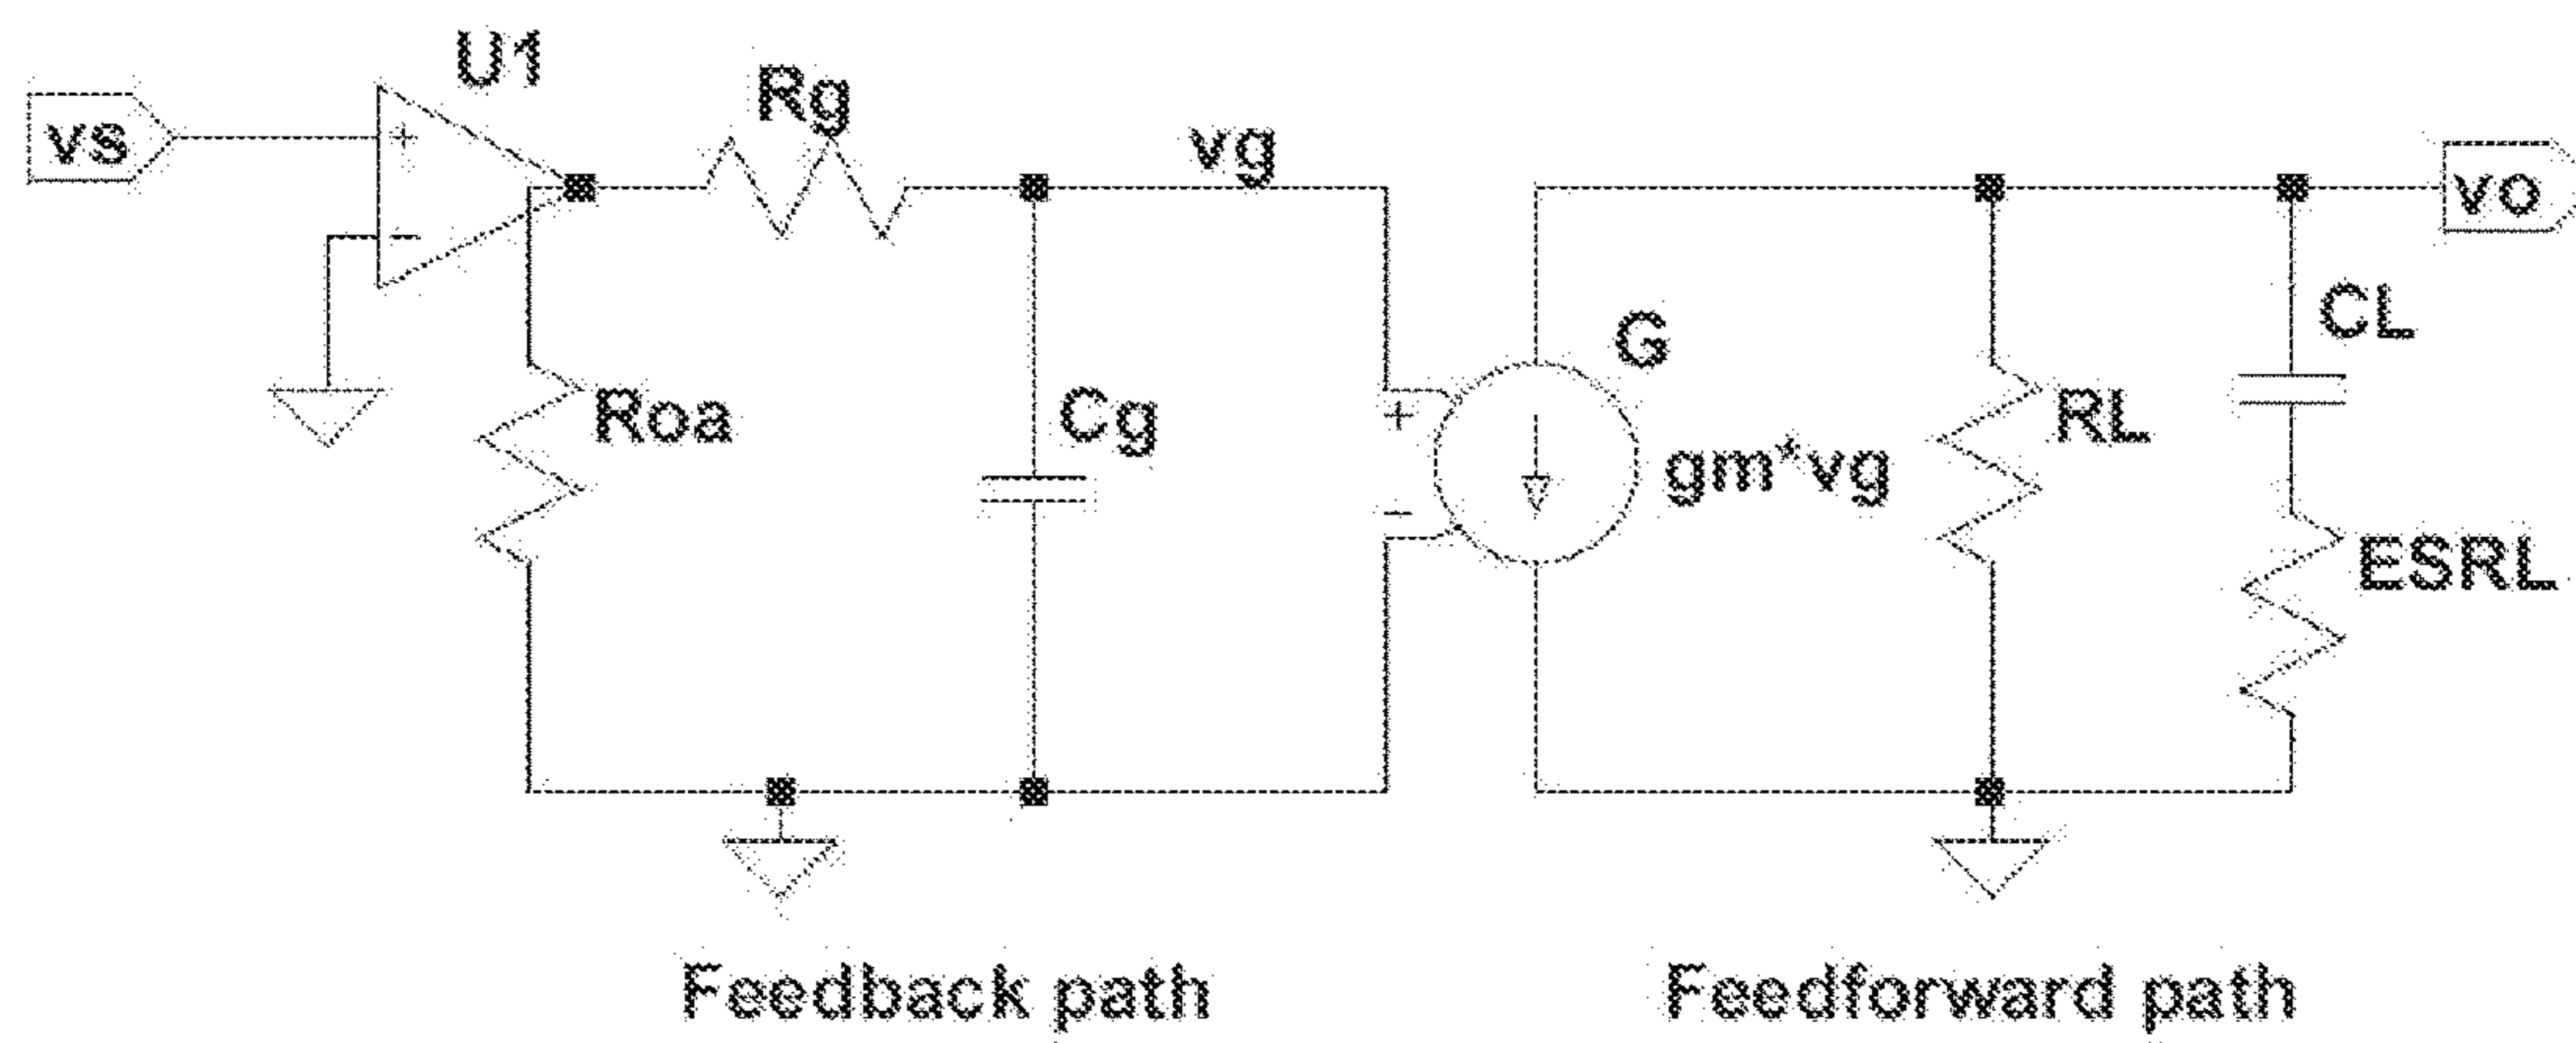 U1
vs
+
-
Rg
vg
vo
Roa
Cg
+
-
G
gm*vg
RL
CL
ESRL
Feedback path
Feedforward path